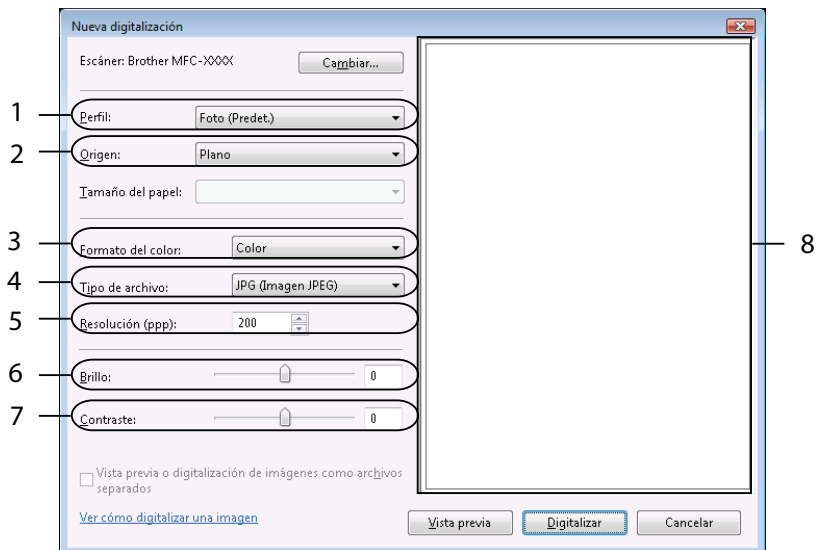 Nueva digitalización
Escáner: Brother MFC-XXXX
Cambiar...
1
Perfil:
Foto (Predet.)
2
Origen:
Plano
Tamaño del papel:
3
Formato del color:
Color
4
Tipo de archivo:
JPG (Imagen JPEG)
5
Resolución (ppp):
200
6
Brillo:
0
7
Contraste:
0
8
Vista previa o digitalización de imágenes como archivos
separados
Ver cómo digitalizar una imagen
Vista previa
Digitalizar
Cancelar